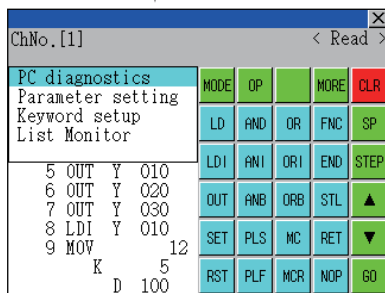 ChNo.[1] < Read >
PC diagnostics
Parameter setting
Keyword setup
List Monitor
5 OUT Y 010
6 OUT Y 020
7 OUT Y 030
8 LDI Y 010
9 MOV 12
K 5
D 100
MODE OP MORE CLR
LD AND OR FNC SP
LDI ANI ORI END STEP
OUT ANB ORB STL ▲
SET PLS MC RET ▼
RST PLF MCR NOP GO